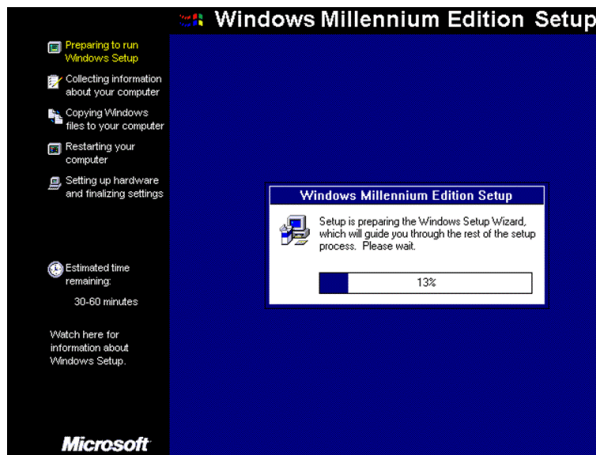 Windows Millennium Edition Setup
Preparing to run
Windows Setup
Collecting information
about your computer
Copying Windows
files to your computer
Restarting your
computer
Setting up hardware
and finalizing settings
Estimated time
remaining:
30-60 minutes
Watch here for
information about
Windows Setup.
Microsoft
Windows Millennium Edition Setup
Setup is preparing the Windows Setup Wizard,
which will guide you through the rest of the setup
process. Please wait.
13%